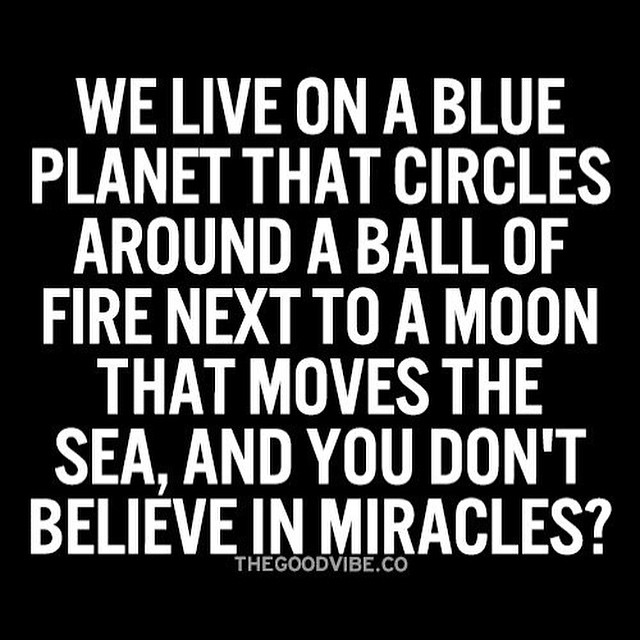 WE LIVE ON A BLUE
PLANET THAT CIRCLES
AROUND A BALL OF
FIRE NEXT TO A MOON
THAT MOVES THE
SEA, AND YOU DON'T
BELIEVE IN MIRACLES?
THEGOODVIBE.CO